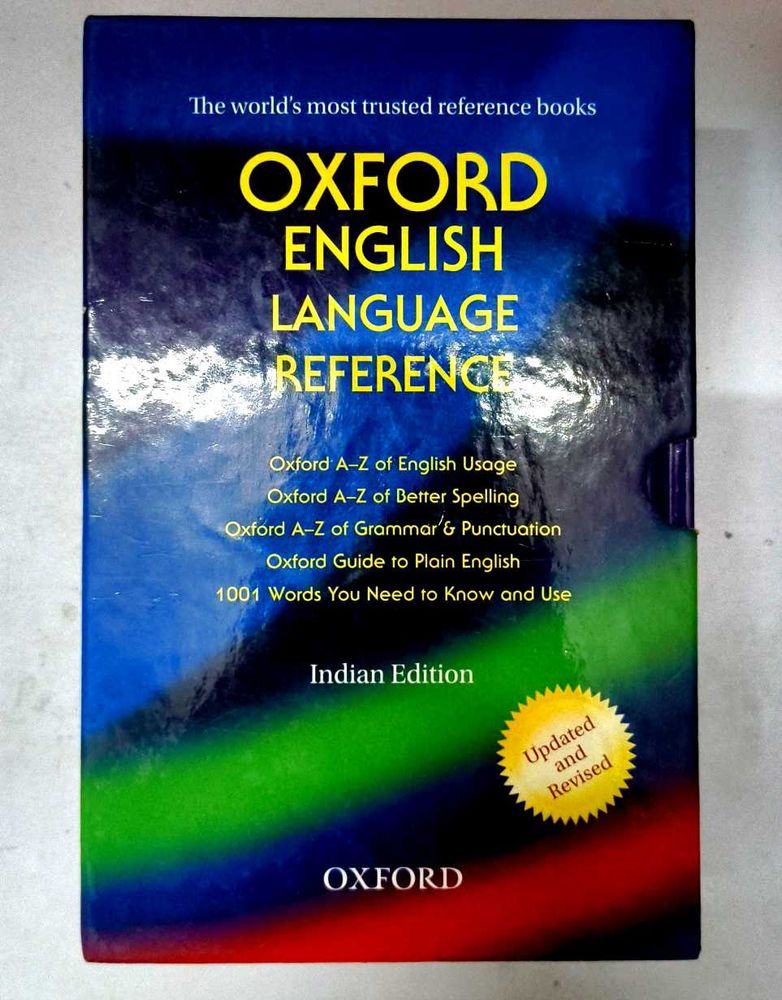 The world's most trusted reference books
OXFORD
ENGLISH
LANGUAGE
REFERENCE
Oxford A–Z of English Usage
Oxford A–Z of Better Spelling
Oxford A–Z of Grammar & Punctuation
Oxford Guide to Plain English
1001 Words You Need to Know and Use
Indian Edition
Updated
and
Revised
OXFORD